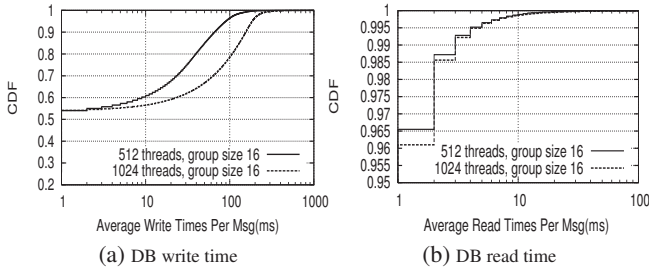 1
0.9
0.8
0.7
0.6
0.5
0.4
0.3
0.2
CDF
512 threads, group size 16
1024 threads, group size 16
1 10 100 1000
Average Write Times Per Msg(ms)
(a) DB write time
1
0.995
0.99
0.985
0.98
0.975
0.97
0.965
0.96
0.955
0.95
CDF
512 threads, group size 16
1024 threads, group size 16
1 10 100
Average Read Times Per Msg(ms)
(b) DB read time